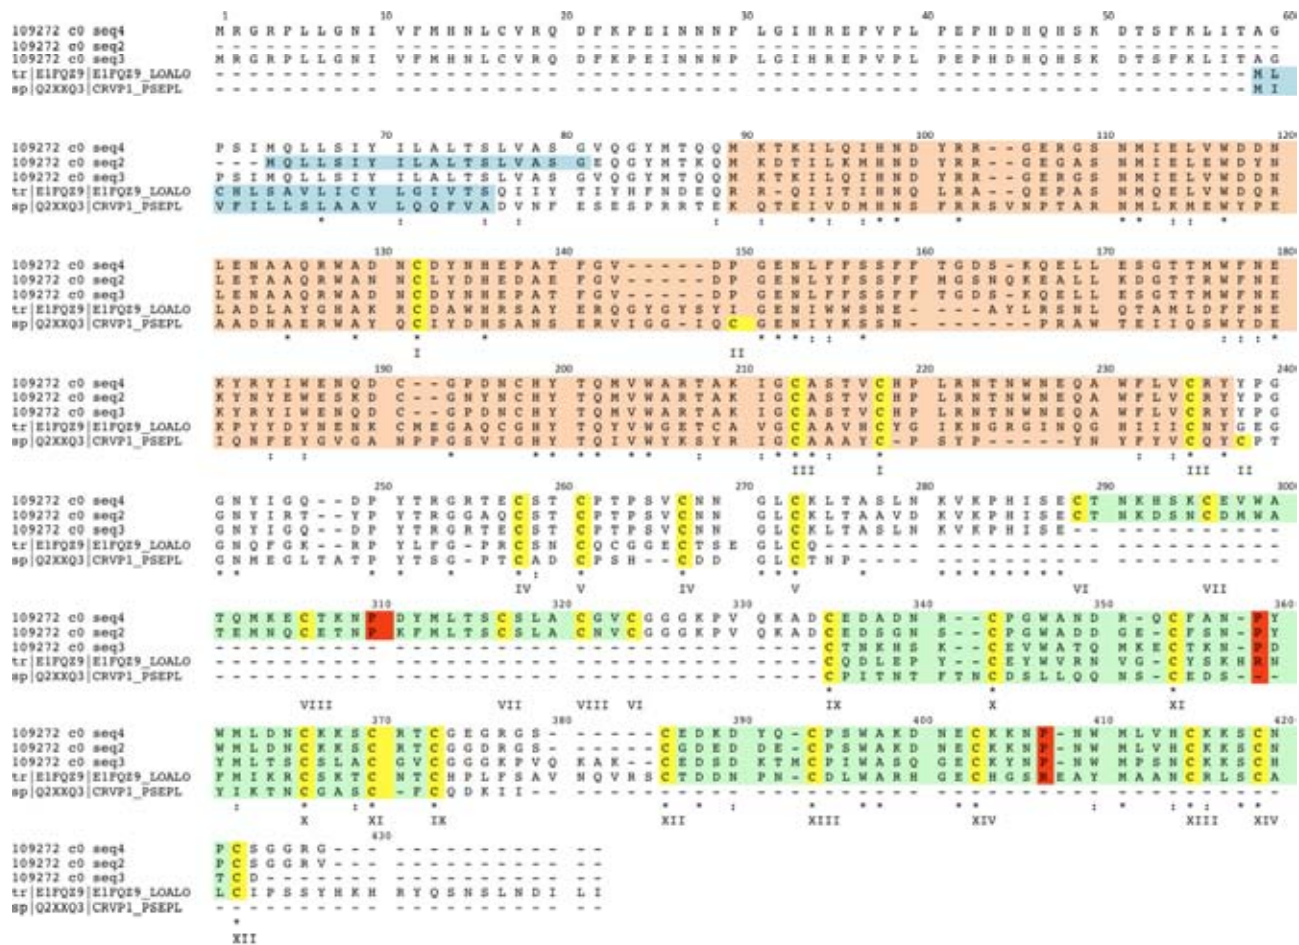 1 10 20 30 40 50 600
109272 c0 seq4 M R G R P L L G N I V F M H N L C V R Q D F K P E I N N N P L G I H R E P V P L P E P H D H Q H S K D T S F K L I T A G
109272 c0 seq2 - - - - - - - - - - - - - - - - - - - - - - - - - - - - - - - - - - - - - - - - - - - - - - - - - - - - - - - - - - - -
109272 c0 seq3 M R G R P L L G N I V F M H N L C V R Q D F K P E I N N N P L G I H R E P V P L P E P H D H Q H S K D T S F K L I T A G
tr|E1FQZ9|E1FQZ9_LOALO - - - - - - - - - - - - - - - - - - - - - - - - - - - - - - - - - - - - - - - - - - - - - - - - - - - - - - - - - - M L
sp|Q2XXQ3|CRVP1_PSEPL - - - - - - - - - - - - - - - - - - - - - - - - - - - - - - - - - - - - - - - - - - - - - - - - - - - - - - - - - - M I
70 80 90 100 110 1200
109272 c0 seq4 P S I M Q L L S I Y I L A L T S L V A S G V Q G Y M T Q Q M K T K I L Q I H N D Y R R - - G E R G S N M I E L V W D D N
109272 c0 seq2 - - - M Q L L S I Y I L A L T S L V A S G E Q G Y M T K Q M K D T I L K M H N D Y R R - - G E G A S N M I E L V W D D N
109272 c0 seq3 P S I M Q L L S I Y I L A L T S L V A S G V Q G Y M T Q Q M K T K I L Q I H N D Y R R - - G E R G S N M I E L V W D D N
tr|E1FQZ9|E1FQZ9_LOALO C H L S A V L I C Y L G I V T S Q I I Y T I Y H F N D E Q R R - Q I I T I H N Q Y R A - - Q E P A S N M Q E L V W D Q R
sp|Q2XXQ3|CRVP1_PSEPL V F I L L S L A A V L Q Q F V A D V N F E S E S P R R T E K Q T E I V D M H N S F R R S V N P T A R N M L K M E W Y P E
* : : : : * : * * * * * : :
130 140 150 160 170 1800
109272 c0 seq4 L E N A A Q R W A D N C D Y N H E P A T F G V - - - - - D P G E N L F F S S F F T G D S - K Q E L L E S G T T M W F N E
109272 c0 seq2 L E T A A Q R W A N N C L Y D H E D A E F G V - - - - - D P G E N L Y F S S F F M G S N Q K E A L L K D G T T R W F N E
109272 c0 seq3 L E N A A Q R W A D N C D Y N H E P A T F G V - - - - - D P G E N L F F S S F F T G D S - K Q E L L E S G T T M W F N E
tr|E1FQZ9|E1FQZ9_LOALO L A D L A Y G H A K R C D A W H R S A Y E R Q G Y G Y S Y I G E N I W W S N E - - - - A Y L R S N L Q T A M L D F F N E
sp|Q2XXQ3|CRVP1_PSEPL A A D N A E R W A Y Q C I Y D H S A N S E R V I G G - I Q C G E N I Y K S S N - - - - - P R A W T E I I Q S W Y D E
* * * * * * * : : * : : : *
I II
190 200 210 220 230 2400
109272 c0 seq4 K Y R Y I W E N Q D C - - G P D N C H Y T Q M V W A R T A K I G C A S T V C H P L R N T N W N E Q A W F L V C R Y Y P G
109272 c0 seq2 K Y N Y E W E S K D C - - G N Y N C H Y T Q M V W A R T A K I G C A S T V C H P L R N T N W N E Q A W F L V C R Y Y P G
109272 c0 seq3 K Y R Y I W E N Q D C - - G P D N C H Y T Q M V W A R T A K I G C A S T V C H P L R N T N W N E Q A W F L V C R Y Y P G
tr|E1FQZ9|E1FQZ9_LOALO K P Y Y D Y N E N K C M E G A Q C G H Y T Q V V W G E T C A V G C A A V H C Y G I K N G R G I N Q G H I I I C N Y G E G
sp|Q2XXQ3|CRVP1_PSEPL I Q N F E Y G V G A N P P G S V I G H Y T Q I V W Y K S Y R I G C A A A Y C - P S Y P - - - - Y N Y F Y V C Q Y C P T
: : * * * * * * * : * * * : * : : * *
III I III II
250 260 270 280 290 3000
109272 c0 seq4 G N Y I G Q - - D P Y T R G R T E C S T C P T P S V C N N G L C K L T A S L N K V K P H I S E C T N K H S K C E V W A
109272 c0 seq2 G N Y I R T - - Y P Y T R G G A Q C S T C P T P S V C N N G L C K L T A A V D K V K P H I S E C T N K D S N C D M W A
109272 c0 seq3 G N Y I G Q - - D P Y T R G R T E C S T C P T P S V C N N G L C K L T A S L N K V K P H I S E - - - - - - - - - - - -
tr|E1FQZ9|E1FQZ9_LOALO G N Q F G K - - R P Y L F G - P R C S N C Q C G G E C T S E G L C Q - - - - - - - - - - - - - - - - - - - - - - - - - -
sp|Q2XXQ3|CRVP1_PSEPL G N M E G L T A T P Y T S G - P T C A D C P S H - - C D D G L C T N P - - - - - - - - - - - - - - - - - - - - - - - -
* * * * * * : * * * * * * * * * * * *
IV V IV V VI VII
310 320 330 340 350 360
109272 c0 seq4 T Q M K E C T K N P D Y M L T S C S L A C G V C G G G K P V Q K A D C E D A D N R - - C P G W A N D R - Q C F A N - P Y
109272 c0 seq2 T E M N Q C E T N P K F M L T S C S L A C N V C G G G K P V Q K A D C E D S G N S - - C P G W A D D G E - C F S N - P Y
109272 c0 seq3 - - - - - - - - - - - - - - - - - - - - - - - - - - - - - - - - - - C T N K H S K - - C E V W A T Q M K E C T K N - P D
tr|E1FQZ9|E1FQZ9_LOALO - - - - - - - - - - - - - - - - - - - - - - - - - - - - - - - - - - C Q D L E P Y - - C E Y W V R N V G - C Y S K H R N
sp|Q2XXQ3|CRVP1_PSEPL - - - - - - - - - - - - - - - - - - - - - - - - - - - - - - - - - - C P I T N T F T N C D S L L Q Q N S - C E D S - - -
* * *
VIII VII VIII VI IX X XI
370 380 390 400 410 420
109272 c0 seq4 W M L D N C K K S C R T C G E G R G S - - - - - C E D K D Y Q - C P S W A K D N E C K K N P - N W M L V H C K K S C N
109272 c0 seq2 W M L D N C K K S C R T C G G D R G S - - - - - C G D E D D E - C P S W A K D N E C K K N P - N W M L V H C K K S C N
109272 c0 seq3 Y M L T S C S L A C G V C G G G K P V Q K A K - - C E D S D K T M C P I W A K D G E C K Y N P - N W M P S N C K K S C H
tr|E1FQZ9|E1FQZ9_LOALO F M I K R C S K T C N T C H P L F S A V N Q V R S C T D D N P N - C D L W A R H G E C H G S R E A Y M A A N C R L S C A
sp|Q2XXQ3|CRVP1_PSEPL Y I K T N C G A S C - F C Q D K I I - - - - - - - - - - - - - - - - - - - - - - - - - - - - - - - - - - - - - - - - -
: * * * * * : * * * * * : * * : * *
X XI IX XII XIII XIV XIII XIV
430
109272 c0 seq4 P C S G G R G - - - - - - - - - - - - - - -
109272 c0 seq2 P C S G G R V - - - - - - - - - - - - - - -
109272 c0 seq3 T C D - - - - - - - - - - - - - - - - - - -
tr|E1FQZ9|E1FQZ9_LOALO L C I P S S Y H K H R Y Q S N S L N D I L I
sp|Q2XXQ3|CRVP1_PSEPL - - - - - - - - - - - - - - - - - - - - - -
*
XII